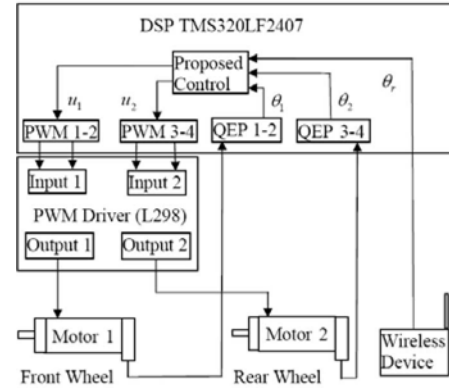 DSP TMS320LF2407
Proposed
Control
θr
u1
u2
θ1
θ2
PWM 1-2
PWM 3-4
QEP 1-2
QEP 3-4
Input 1
Input 2
PWM Driver (L298)
Output 1
Output 2
Motor 1
Motor 2
Wireless
Device
Front Wheel
Rear Wheel